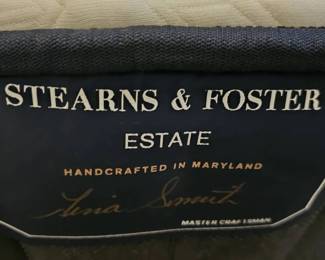 STEARNS & FOSTER
ESTATE
HANDCRAFTED IN MARYLAND
MASTER CRAFTSMAN